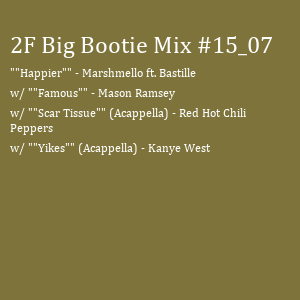 2F Big Bootie Mix #15_07
""Happier"" - Marshmello ft. Bastille
w/ ""Famous"" - Mason Ramsey
w/ ""Scar Tissue"" (Acappella) - Red Hot Chili
Peppers
w/ ""Yikes"" (Acappella) - Kanye West